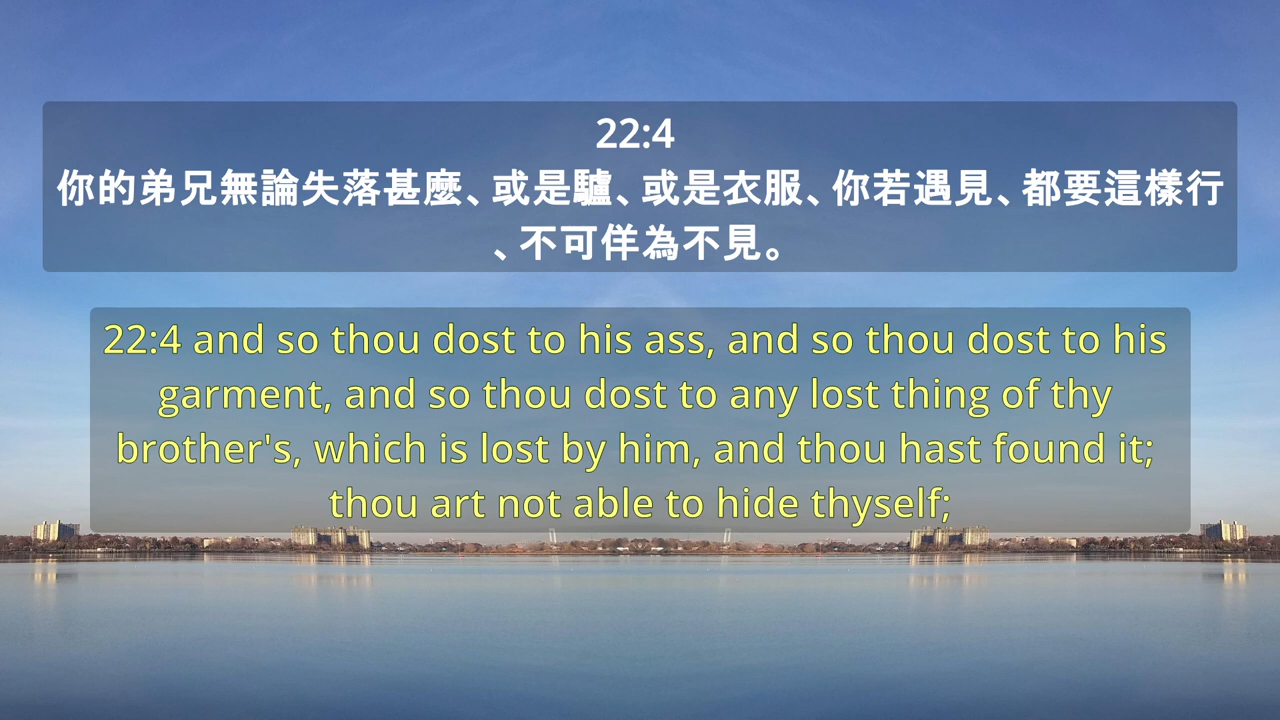 22:4
你的弟兄無論失落甚麼、或是驢、或是衣服、你若遇見、都要這樣行
、不可佯為不見。
22:4 and so thou dost to his ass, and so thou dost to his
garment, and so thou dost to any lost thing of thy
brother's, which is lost by him, and thou hast found it;
thou art not able to hide thyself;